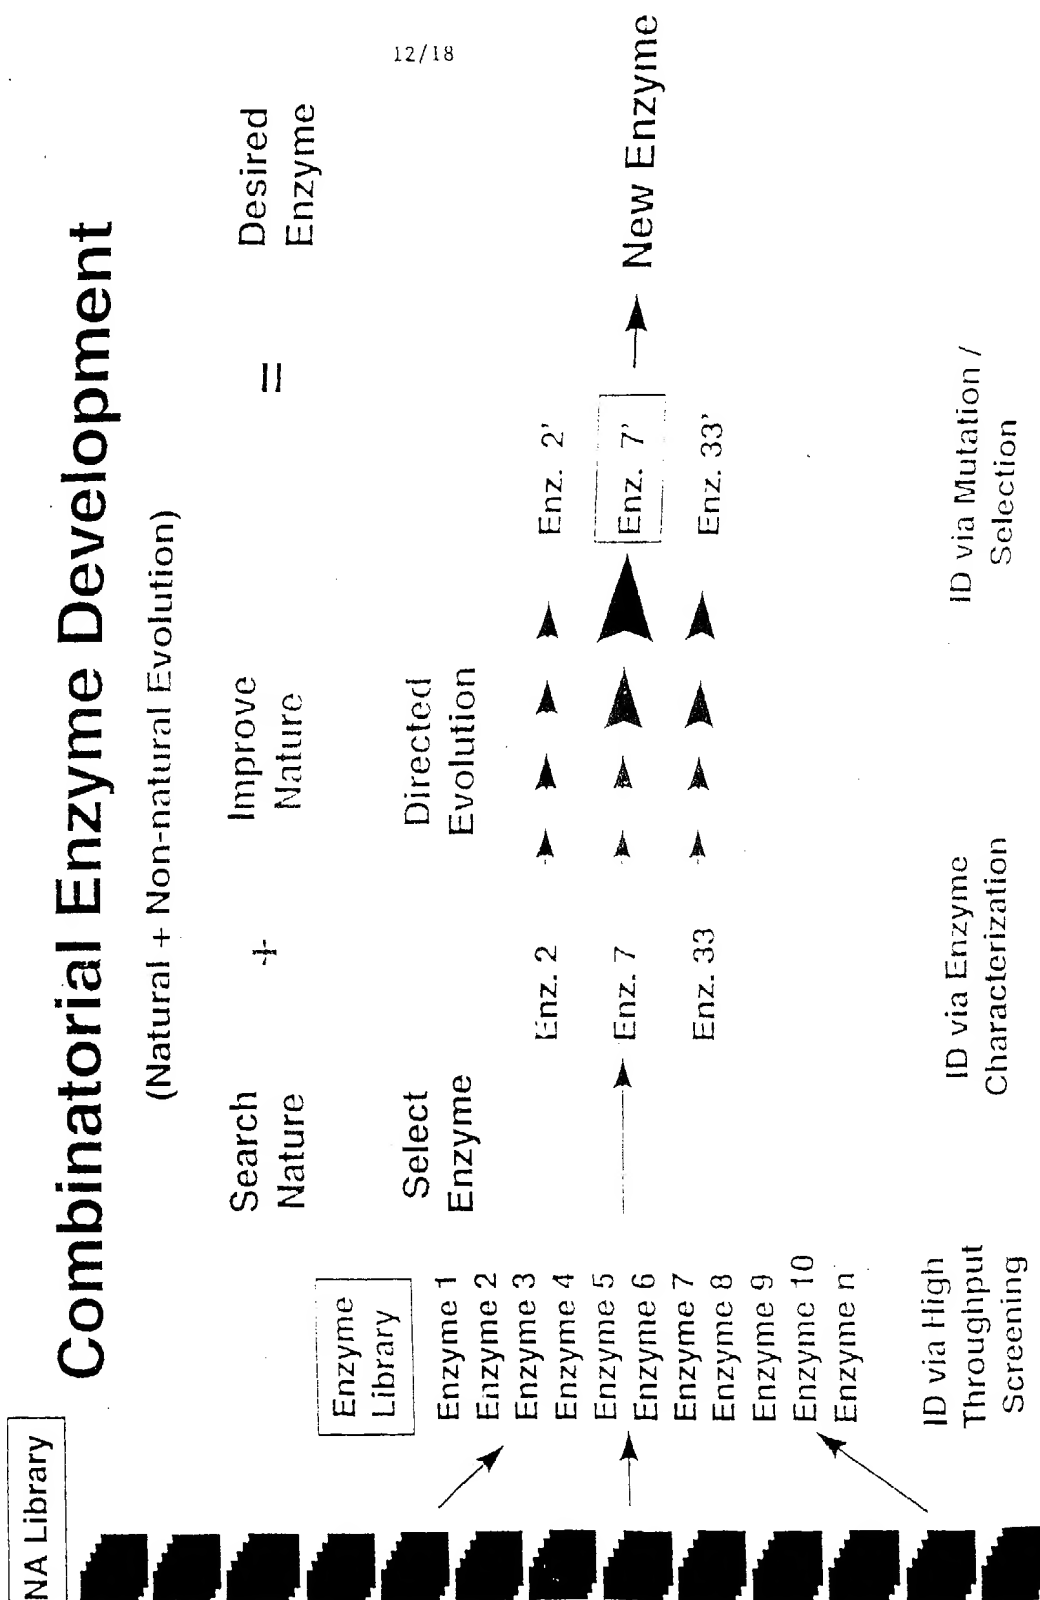 12/18
Combinatorial Enzyme Development
(Natural + Non-natural Evolution)
NA Library
Search
Nature
+
Improve
Nature
=
Desired
Enzyme
Enzyme
Library
Select
Enzyme
Directed
Evolution
Enzyme 1
Enzyme 2
Enzyme 3
Enzyme 4
Enzyme 5
Enzyme 6
Enzyme 7
Enzyme 8
Enzyme 9
Enzyme 10
Enzyme n
Enz. 2
Enz. 7
Enz. 33
Enz. 2'
Enz. 7'
Enz. 33'
New Enzyme
ID via High
Throughput
Screening
ID via Enzyme
Characterization
ID via Mutation /
Selection